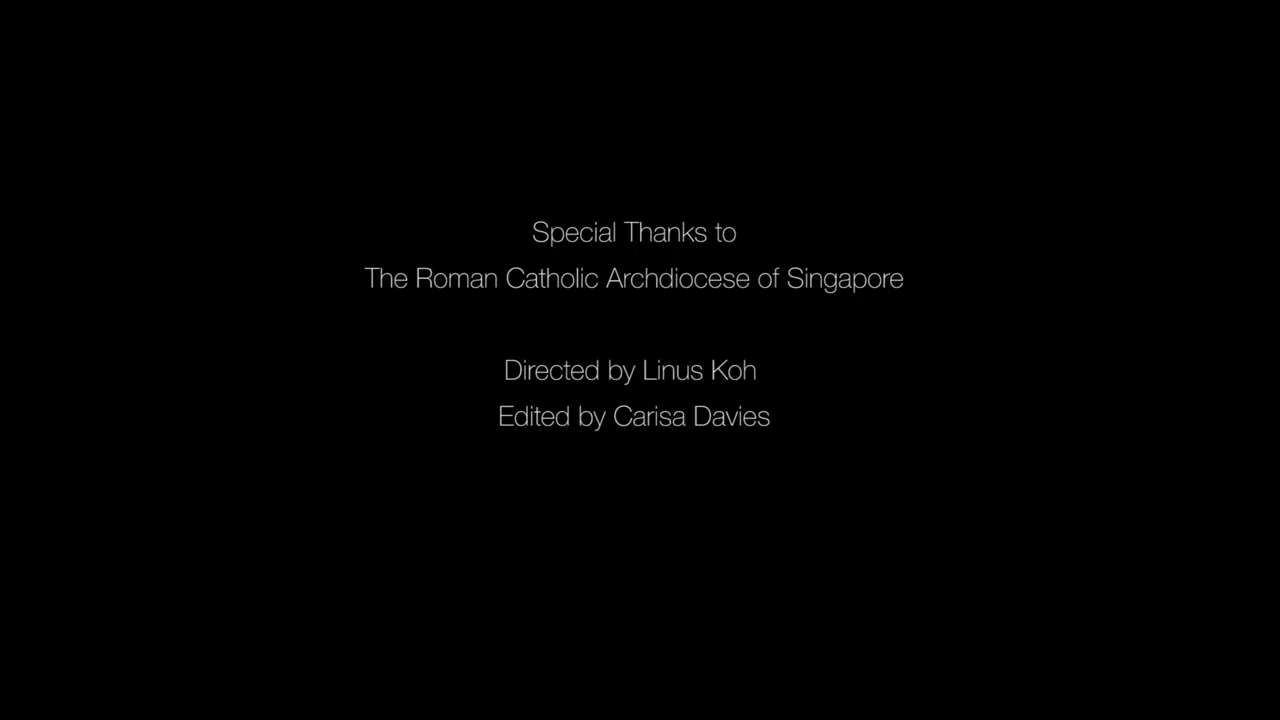 Special Thanks to
The Roman Catholic Archdiocese of Singapore
Directed by Linus Koh
Edited by Carisa Davies